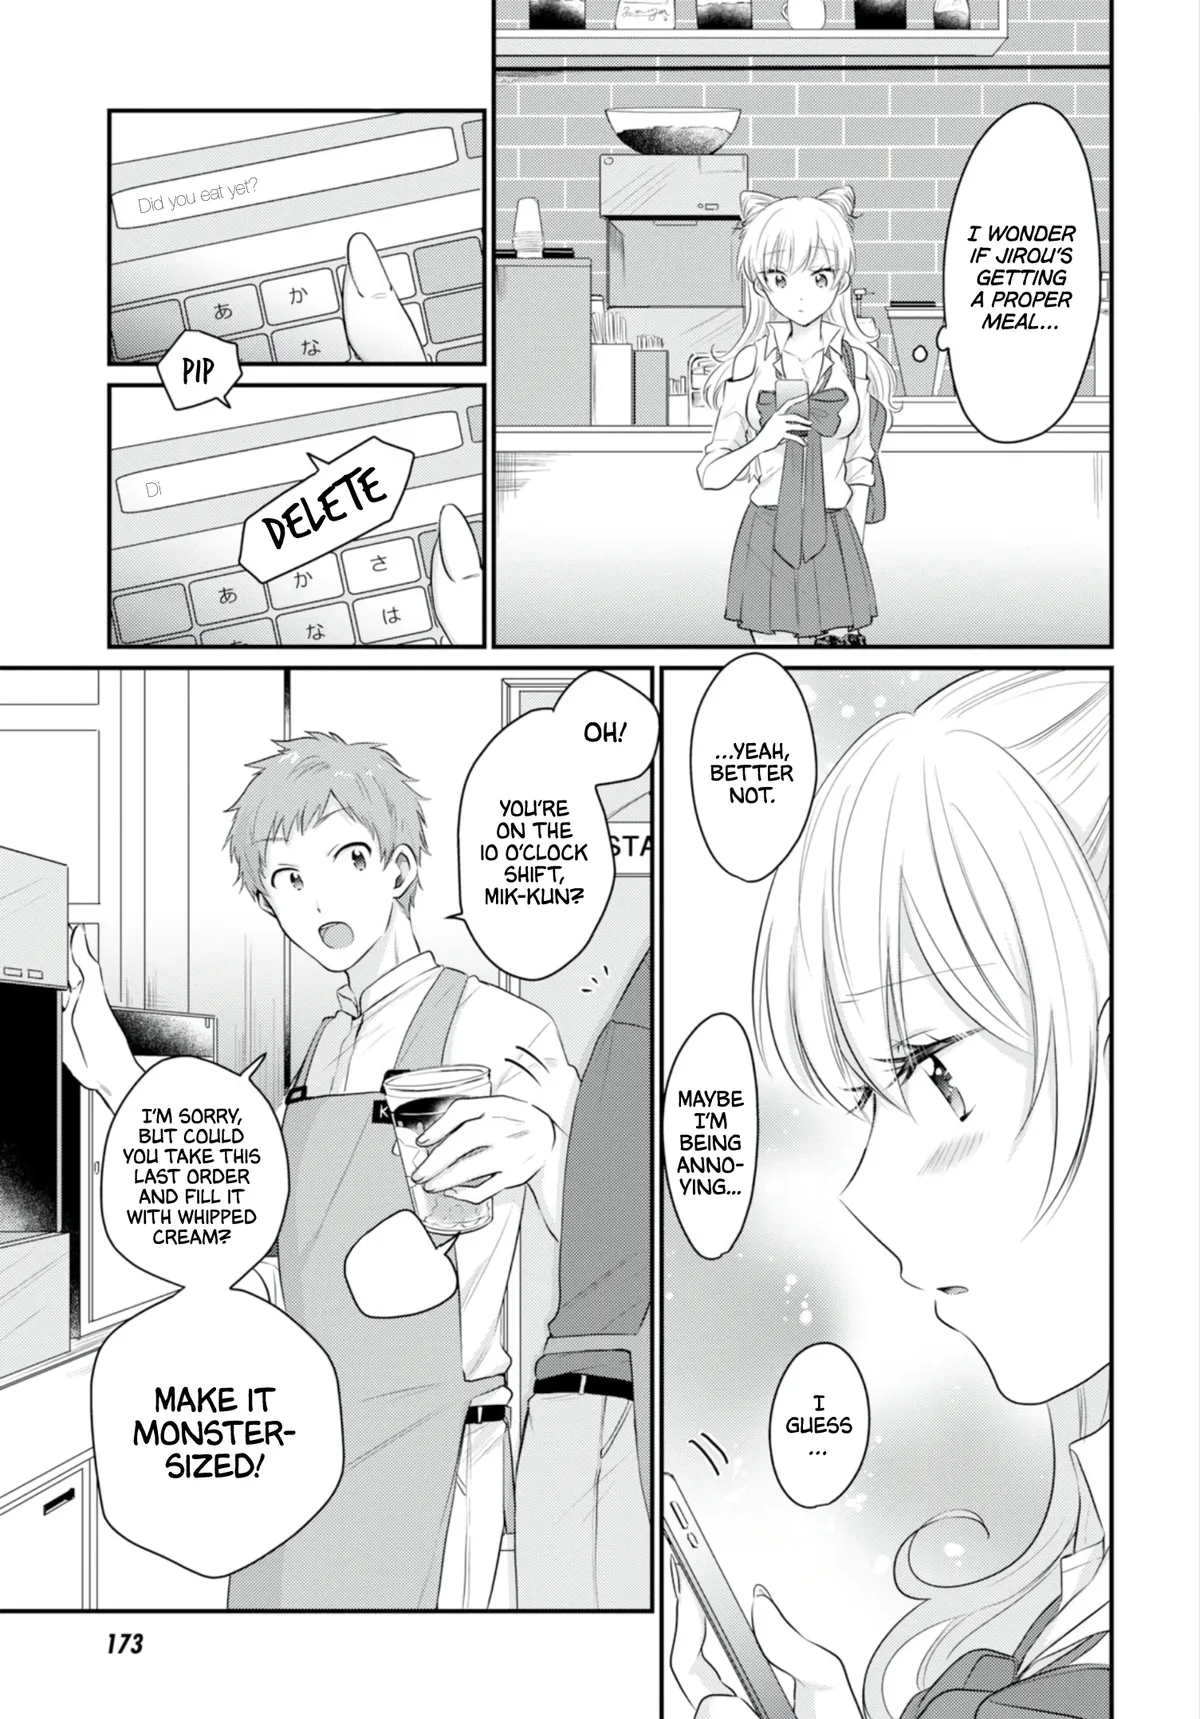 I WONDER
IF JIROU'S
GETTING
A PROPER
MEAL...
Did you eat yet?
あ
か
な
PIP
Di
DELETE
あ
か
さ
な
は
...YEAH,
BETTER
NOT.
MAYBE
I'M
BEING
ANNO-
YING...
I
GUESS
...
OH!
YOU'RE
ON THE
10 O'CLOCK
SHIFT,
MIK-KUN?
STA
K
I'M SORRY,
BUT COULD
YOU TAKE THIS
LAST ORDER
AND FILL IT
WITH WHIPPED
CREAM?
MAKE IT
MONSTER-
SIZED!
173